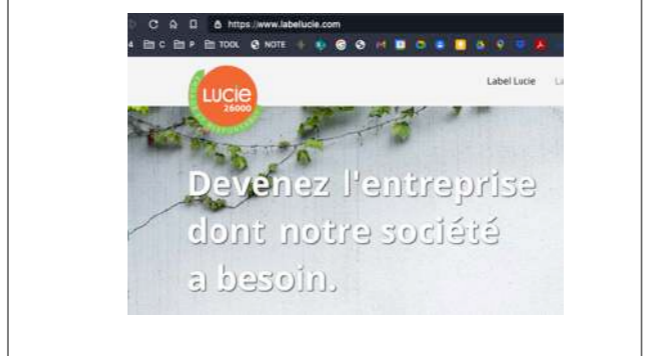 https://www.labellucie.com
C
P
TOOL
NOTE
LUCIE
26000
Label Lucie
Devenez l'entreprise
dont notre société
a besoin.